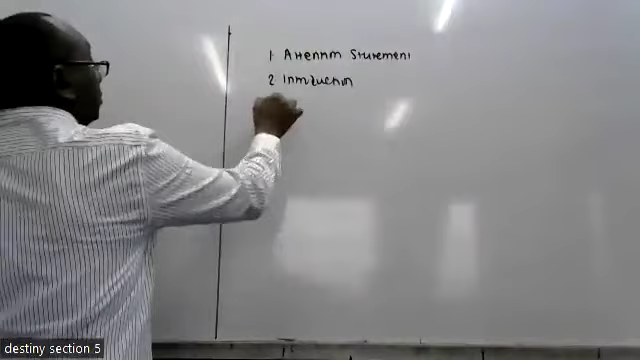 1 Attention Statement
2 Introduction
destiny section 5